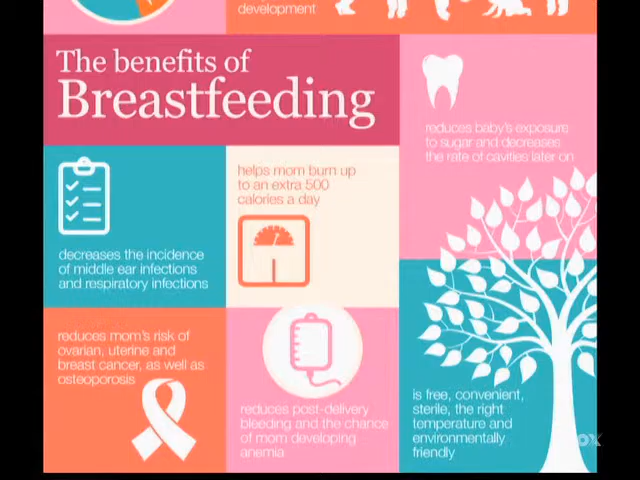 development
The benefits of
Breastfeeding
reduces baby's exposure
to sugar and decreases
the rate of cavities later on
helps mom burn up
to an extra 500
calories a day
decreases the incidence
of middle ear infections
and respiratory infections
reduces mom's risk of
ovarian, uterine and
breast cancer, as well as
osteoporosis
reduces post-delivery
bleeding and the chance
of mom developing
anemia
is free, convenient,
sterile, the right
temperature and
environmentally
friendly